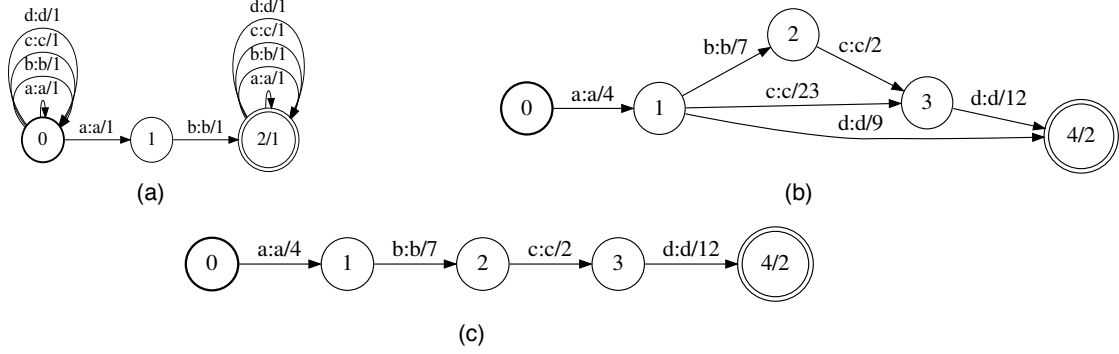 d:d/1
c:c/1
b:b/1
a:a/1
0
a:a/1
1
b:b/1
d:d/1
c:c/1
b:b/1
a:a/1
2/1
(a)
0
a:a/4
1
b:b/7
2
c:c/2
c:c/23
3
d:d/12
d:d/9
4/2
(b)
0
a:a/4
1
b:b/7
2
c:c/2
3
d:d/12
4/2
(c)